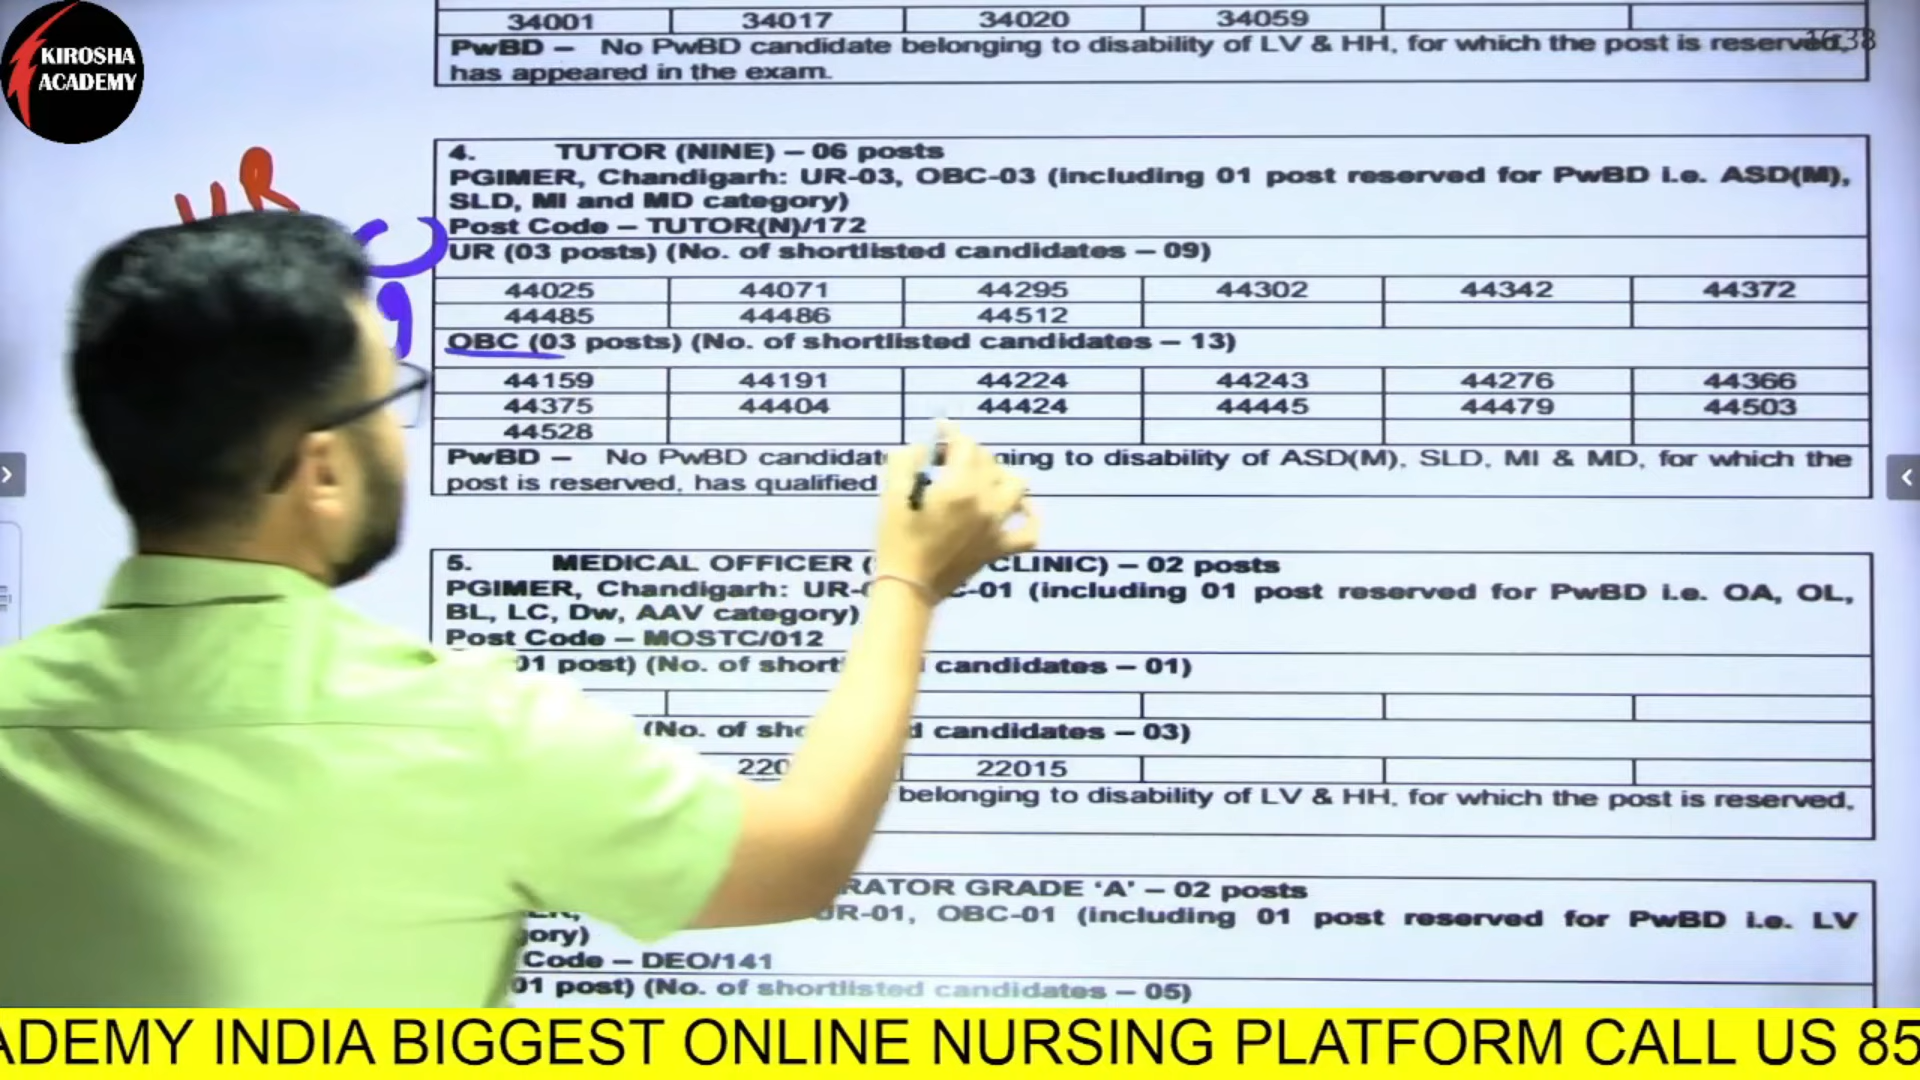 KIROSHA
ACADEMY
34001 34017 34020 34059
PwBD – No PwBD candidate belonging to disability of LV & HH, for which the post is reserved,
has appeared in the exam.
UR
4. TUTOR (NINE) – 06 posts
PGIMER, Chandigarh: UR-03, OBC-03 (including 01 post reserved for PwBD i.e. ASD(M),
SLD, MI and MD category)
Post Code – TUTOR(N)/172
UR (03 posts) (No. of shortlisted candidates – 09)
44025 44071 44295 44302 44342 44372
44485 44486 44512
OBC (03 posts) (No. of shortlisted candidates – 13)
44159 44191 44224 44243 44276 44366
44375 44404 44424 44445 44479 44503
44528
PwBD – No PwBD to disability of ASD(M), SLD, MI & MD, for which the
post is reserved, has qualified
5. MEDICAL OFFICER ( CLINIC) – 02 posts
PGIMER, Chandigarh: -01 (including 01 post reserved for PwBD i.e. OA, OL,
BL, LC, Dw, AAV category)
Post Code – MOSTC/012
01 post) (No. of candidates – 01)
(No. of candidates – 03)
22015
belonging to disability of LV & HH, for which the post is reserved,
GRADE ‘A’ – 02 posts
UR-01, OBC-01 (including 01 post reserved for PwBD i.e. LV
Code – DEO/141
01 post) (No. of shortlisted candidates – 05)
ADEMY INDIA BIGGEST ONLINE NURSING PLATFORM CALL US 85